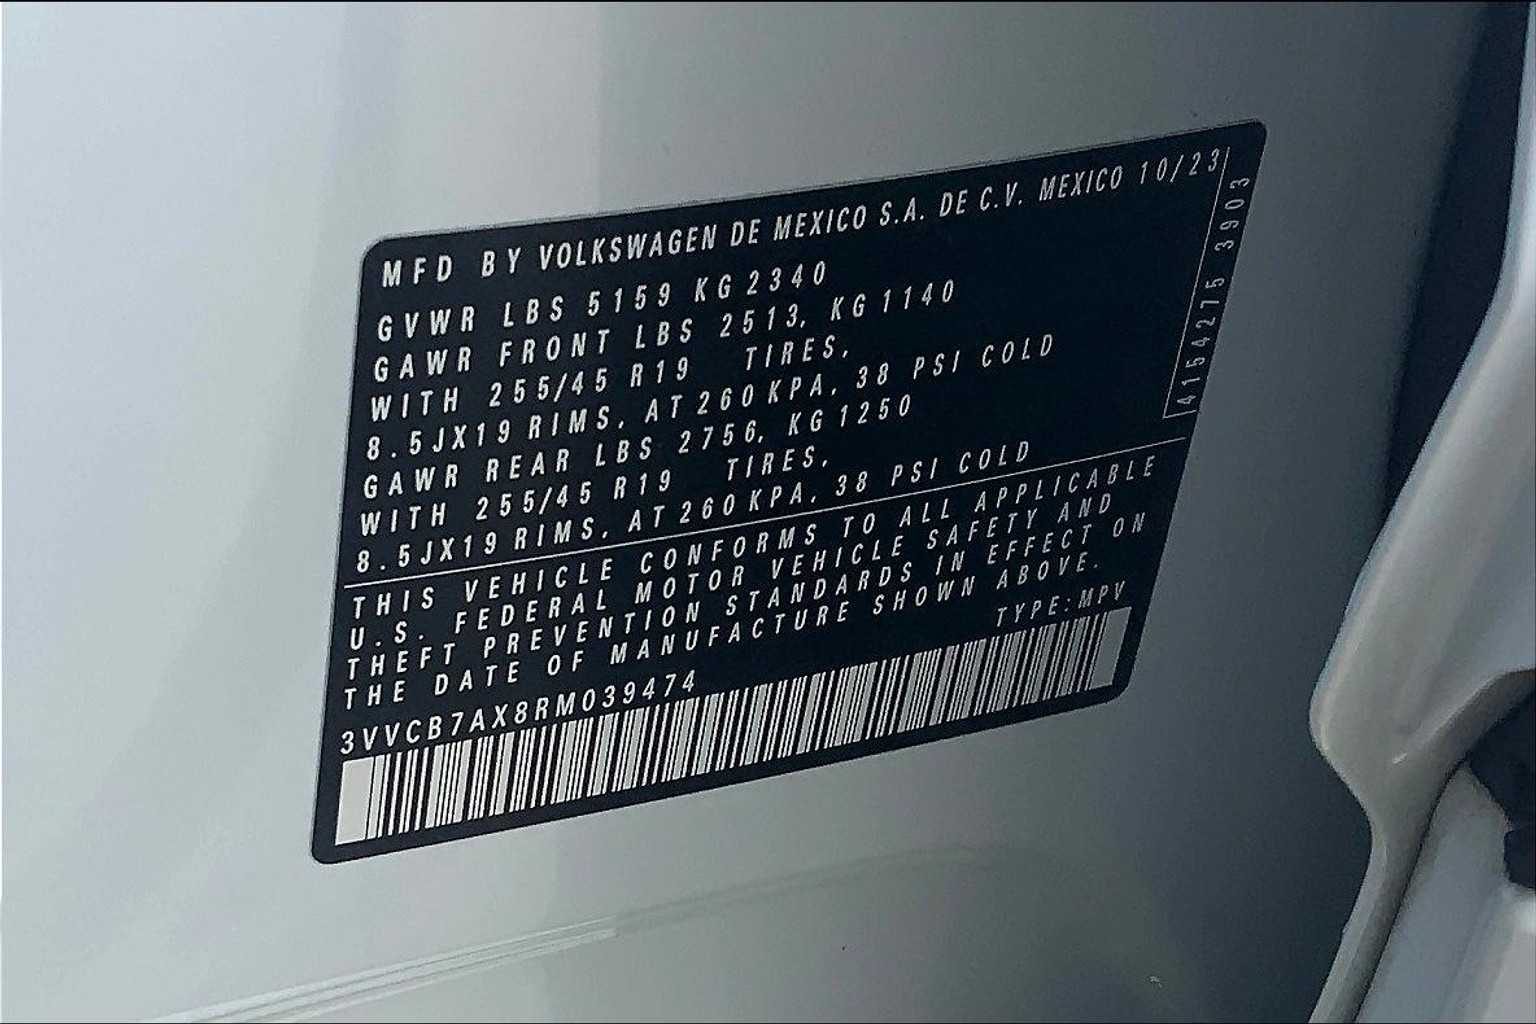 MFD BY VOLKSWAGEN DE MEXICO S.A. DE C.V. MEXICO 10/23
GVWR LBS 5159 KG 2340
GAWR FRONT LBS 2513, KG 1140
WITH 255/45 R19 TIRES,
8.5JX19 RIMS, AT 260 KPA, 38 PSI COLD
GAWR REAR LBS 2756, KG 1250
WITH 255/45 R19 TIRES,
8.5JX19 RIMS, AT 260 KPA, 38 PSI COLD
4154275 3903
THIS VEHICLE CONFORMS TO ALL APPLICABLE
U.S. FEDERAL MOTOR VEHICLE SAFETY AND
THEFT PREVENTION STANDARDS IN EFFECT ON
THE DATE OF MANUFACTURE SHOWN ABOVE.
3VVCB7AX8RM039474 TYPE: MPV